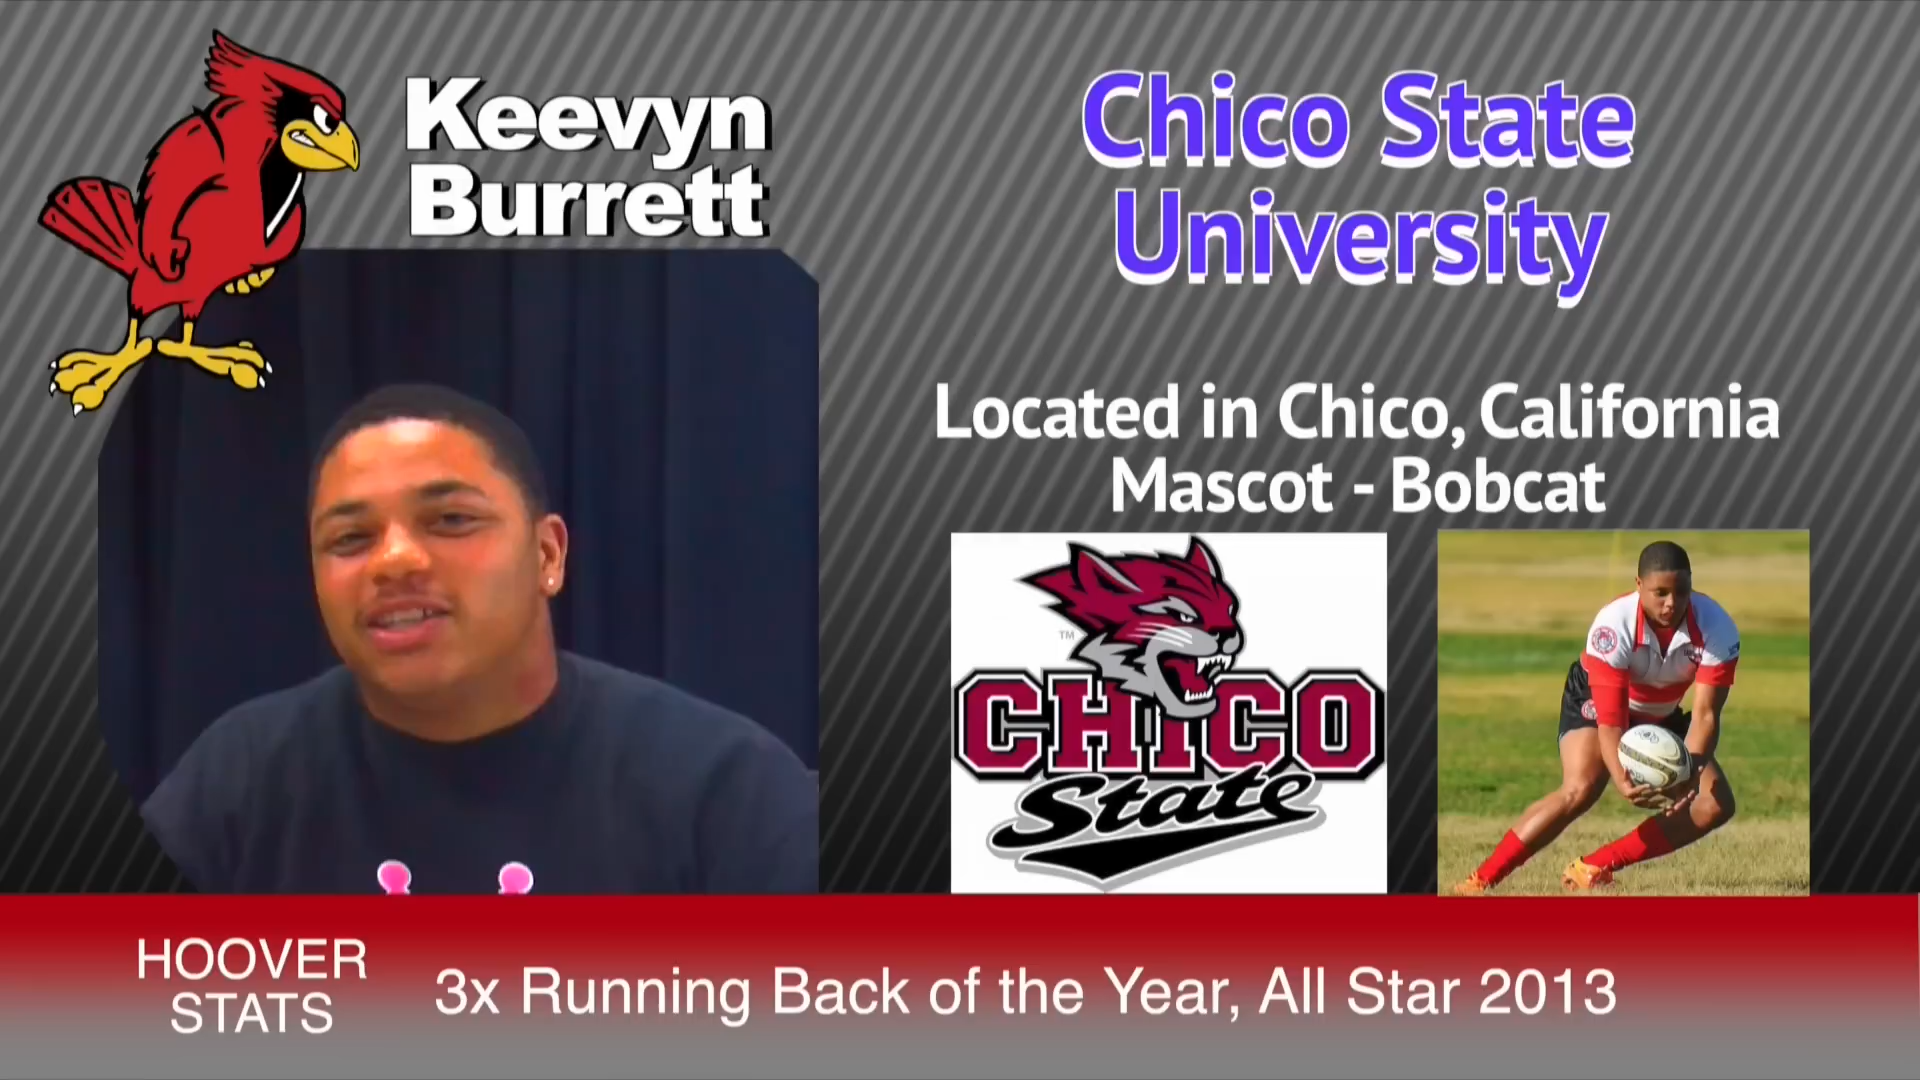 Keevyn
Burrett
Chico State
University
Located in Chico, California
Mascot - Bobcat
TM
CHICO
State
HOOVER
STATS
3x Running Back of the Year, All Star 2013